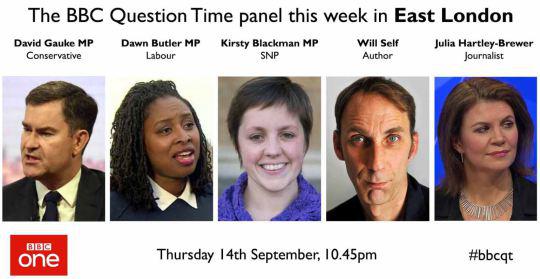 The BBC Question Time panel this week in East London
David Gauke MP
Conservative
Dawn Butler MP
Labour
Kirsty Blackman MP
SNP
Will Self
Author
Julia Hartley-Brewer
Journalist
BBC
one
Thursday 14th September, 10.45pm
#bbcqt